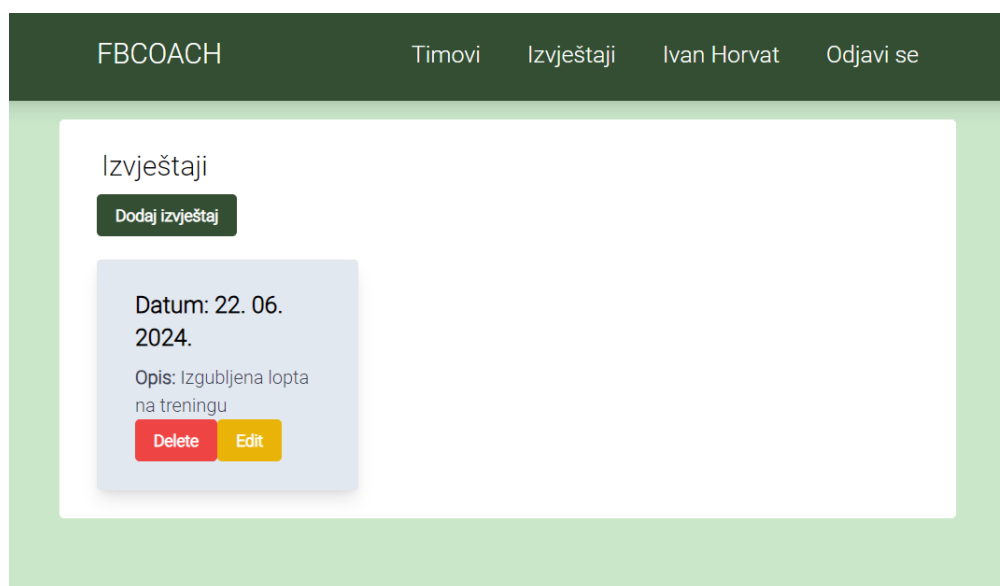 FBCOACH Timovi Izvještaji Ivan Horvat Odjavi se
Izvještaji
Dodaj izvještaj
Datum: 22. 06.
2024.
Opis: Izgubljena lopta
na treningu
Delete Edit